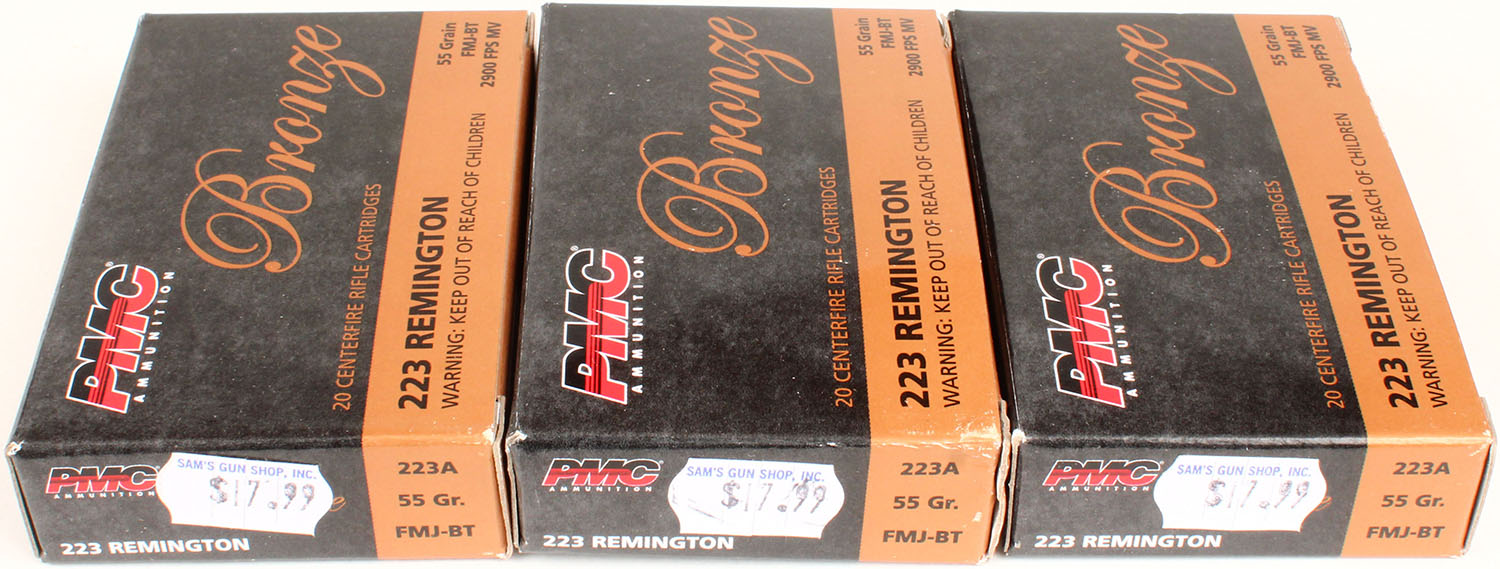 PMC®
AMMUNITION
Bronze
20 CENTERFIRE RIFLE CARTRIDGES
223 REMINGTON
WARNING: KEEP OUT OF REACH OF CHILDREN
55 Grain
FMJ-BT
2900 FPS MV
PMC
AMMUNITION
SAM'S GUN SHOP, INC.
$17.99
223 REMINGTON
223A
55 Gr.
FMJ-BT
PMC®
AMMUNITION
Bronze
20 CENTERFIRE RIFLE CARTRIDGES
223 REMINGTON
WARNING: KEEP OUT OF REACH OF CHILDREN
55 Grain
FMJ-BT
2900 FPS MV
PMC
AMMUNITION
SAM'S GUN SHOP, INC.
$17.99
223 REMINGTON
223A
55 Gr.
FMJ-BT
PMC®
AMMUNITION
Bronze
20 CENTERFIRE RIFLE CARTRIDGES
223 REMINGTON
WARNING: KEEP OUT OF REACH OF CHILDREN
55 Grain
FMJ-BT
2900 FPS MV
PMC
AMMUNITION
SAM'S GUN SHOP, INC.
$17.99
223 REMINGTON
223A
55 Gr.
FMJ-BT